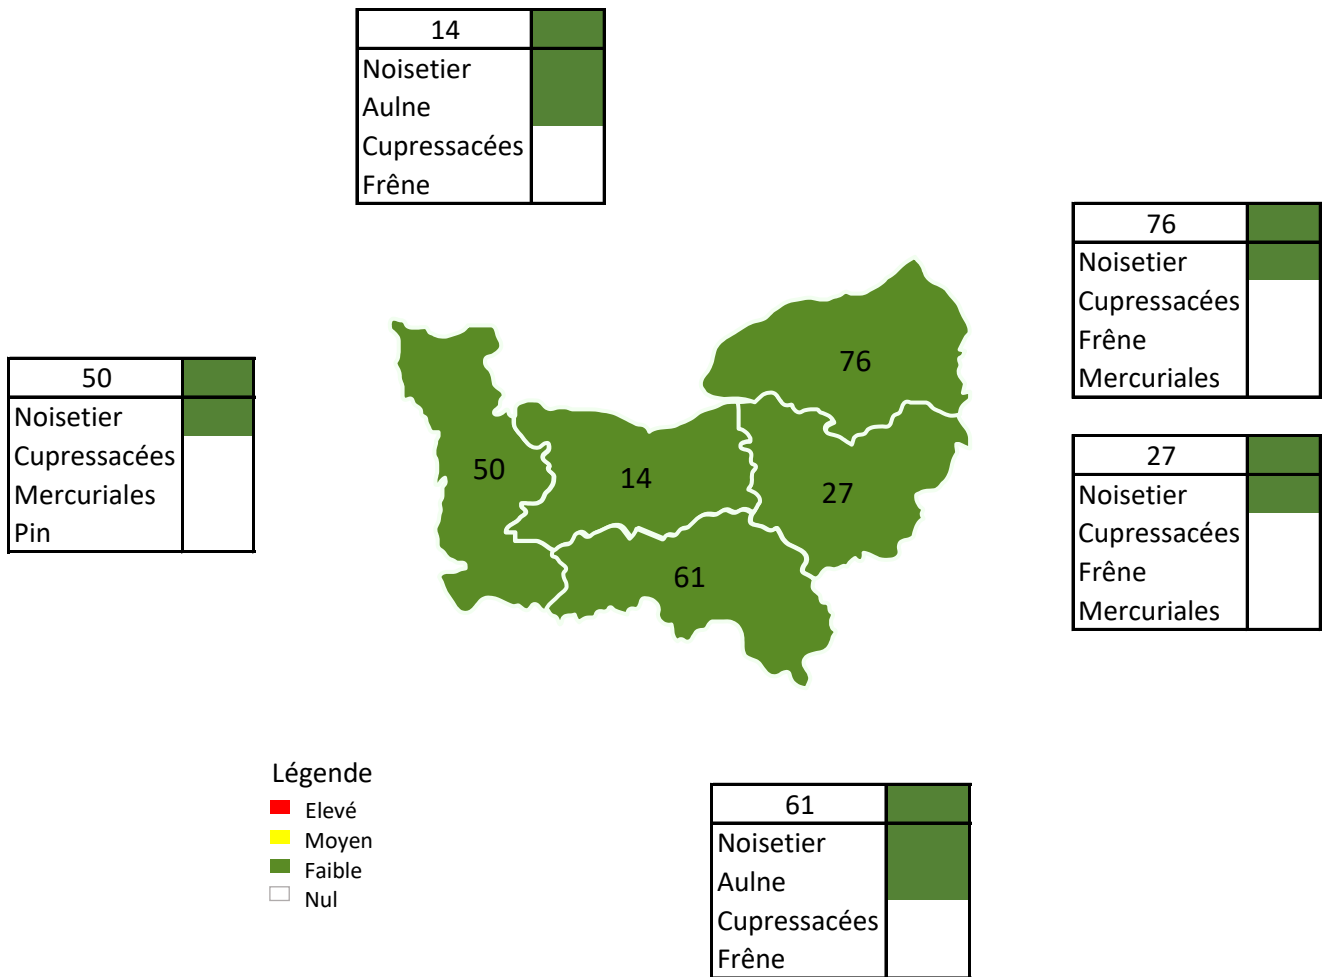 14
Noisetier
Aulne
Cupressacées
Frêne
76
Noisetier
Cupressacées
Frêne
Mercuriales
50
Noisetier
Cupressacées
Mercuriales
Pin
27
Noisetier
Cupressacées
Frêne
Mercuriales
76
50
14
27
61
Légende
Elevé
Moyen
Faible
Nul
61
Noisetier
Aulne
Cupressacées
Frêne